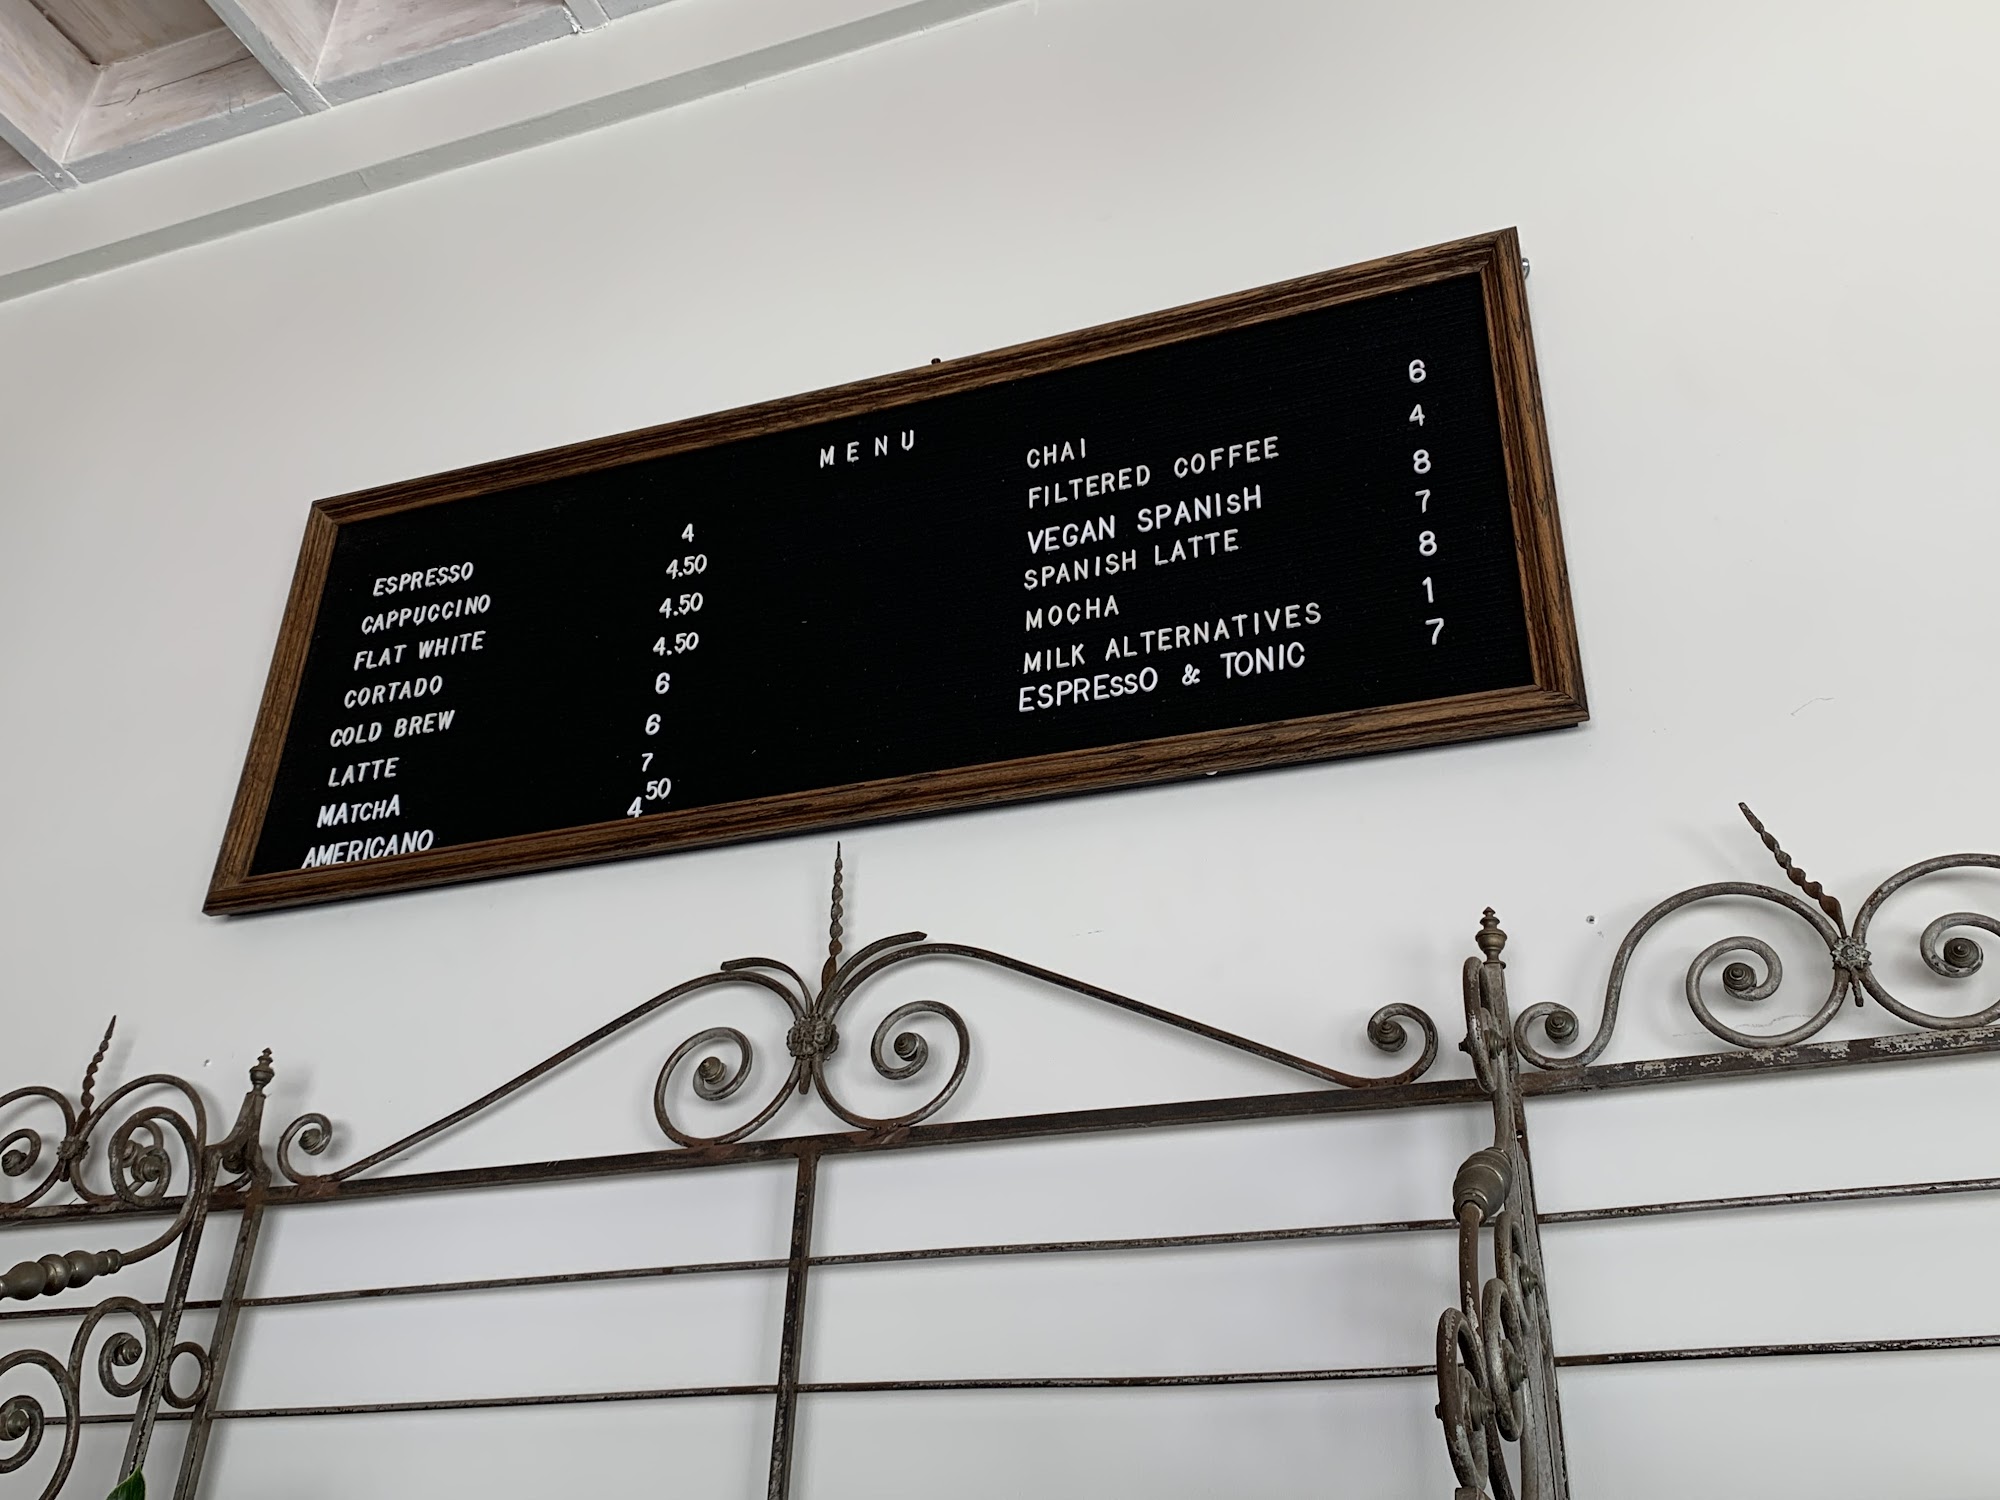 MENU
ESPRESSO 4
CAPPUCCINO 4.50
FLAT WHITE 4.50
CORTADO 4.50
COLD BREW 6
LATTE 6
MATCHA 7
AMERICANO 4 50
CHAI 6
FILTERED COFFEE 4
VEGAN SPANISH 8
SPANISH LATTE 7
MOCHA 8
MILK ALTERNATIVES 1
ESPRESSO & TONIC 7